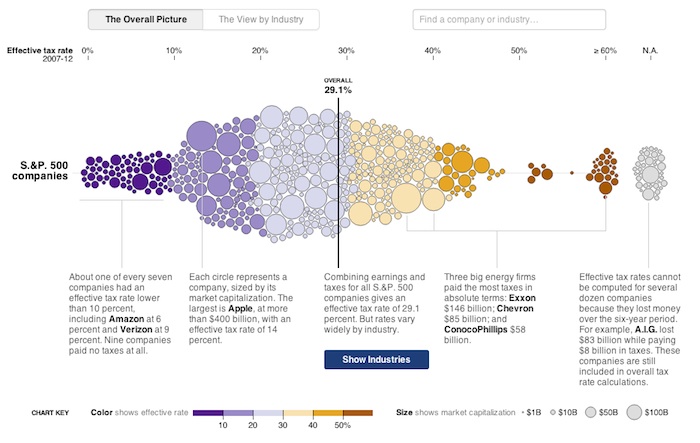 The Overall Picture
The View by Industry
Find a company or industry…
Effective tax rate
2007-12
0%
10%
20%
30%
40%
50%
≥ 60%
N.A.
OVERALL
29.1%
S.&P. 500
companies
About one of every seven
companies had an
effective tax rate lower
than 10 percent,
including Amazon at 6
percent and Verizon at 9
percent. Nine companies
paid no taxes at all.
Each circle represents a
company, sized by its
market capitalization. The
largest is Apple, at more
than $400 billion, with an
effective tax rate of 14
percent.
Combining earnings and
taxes for all S.&P. 500
companies gives an
effective tax rate of 29.1
percent. But rates vary
widely by industry.
Show Industries
Three big energy firms
paid the most taxes in
absolute terms: Exxon
$146 billion; Chevron
$85 billion; and
ConocoPhillips $58
billion.
Effective tax rates cannot
be computed for several
dozen companies
because they lost money
over the six-year period.
For example, A.I.G. lost
$83 billion while paying
$8 billion in taxes. These
companies are still
included in overall tax
rate calculations.
CHART KEY
Color shows effective rate
10
20
30
40
50%
Size shows market capitalization
$1B
$10B
$50B
$100B